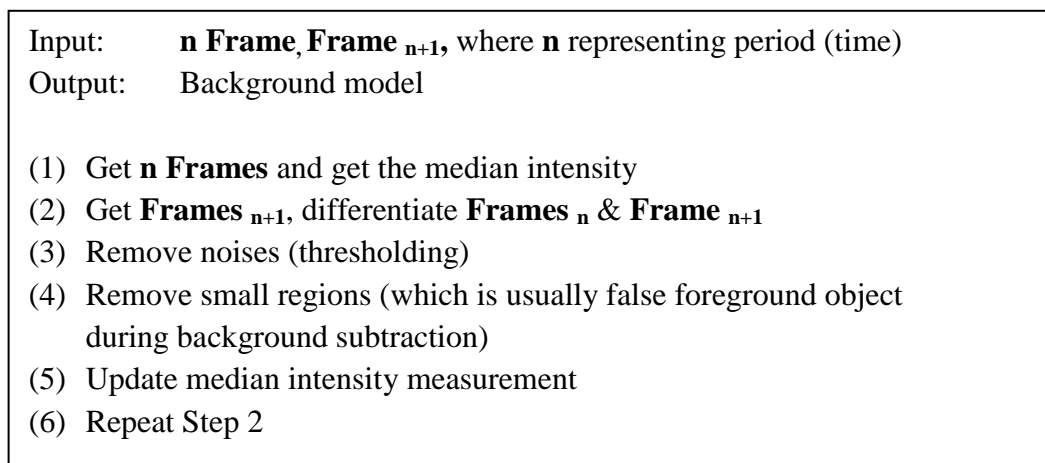 Input: n Frame, Frame n+1, where n representing period (time)
Output: Background model
(1) Get n Frames and get the median intensity
(2) Get Frames n+1, differentiate Frames n & Frame n+1
(3) Remove noises (thresholding)
(4) Remove small regions (which is usually false foreground object
during background subtraction)
(5) Update median intensity measurement
(6) Repeat Step 2